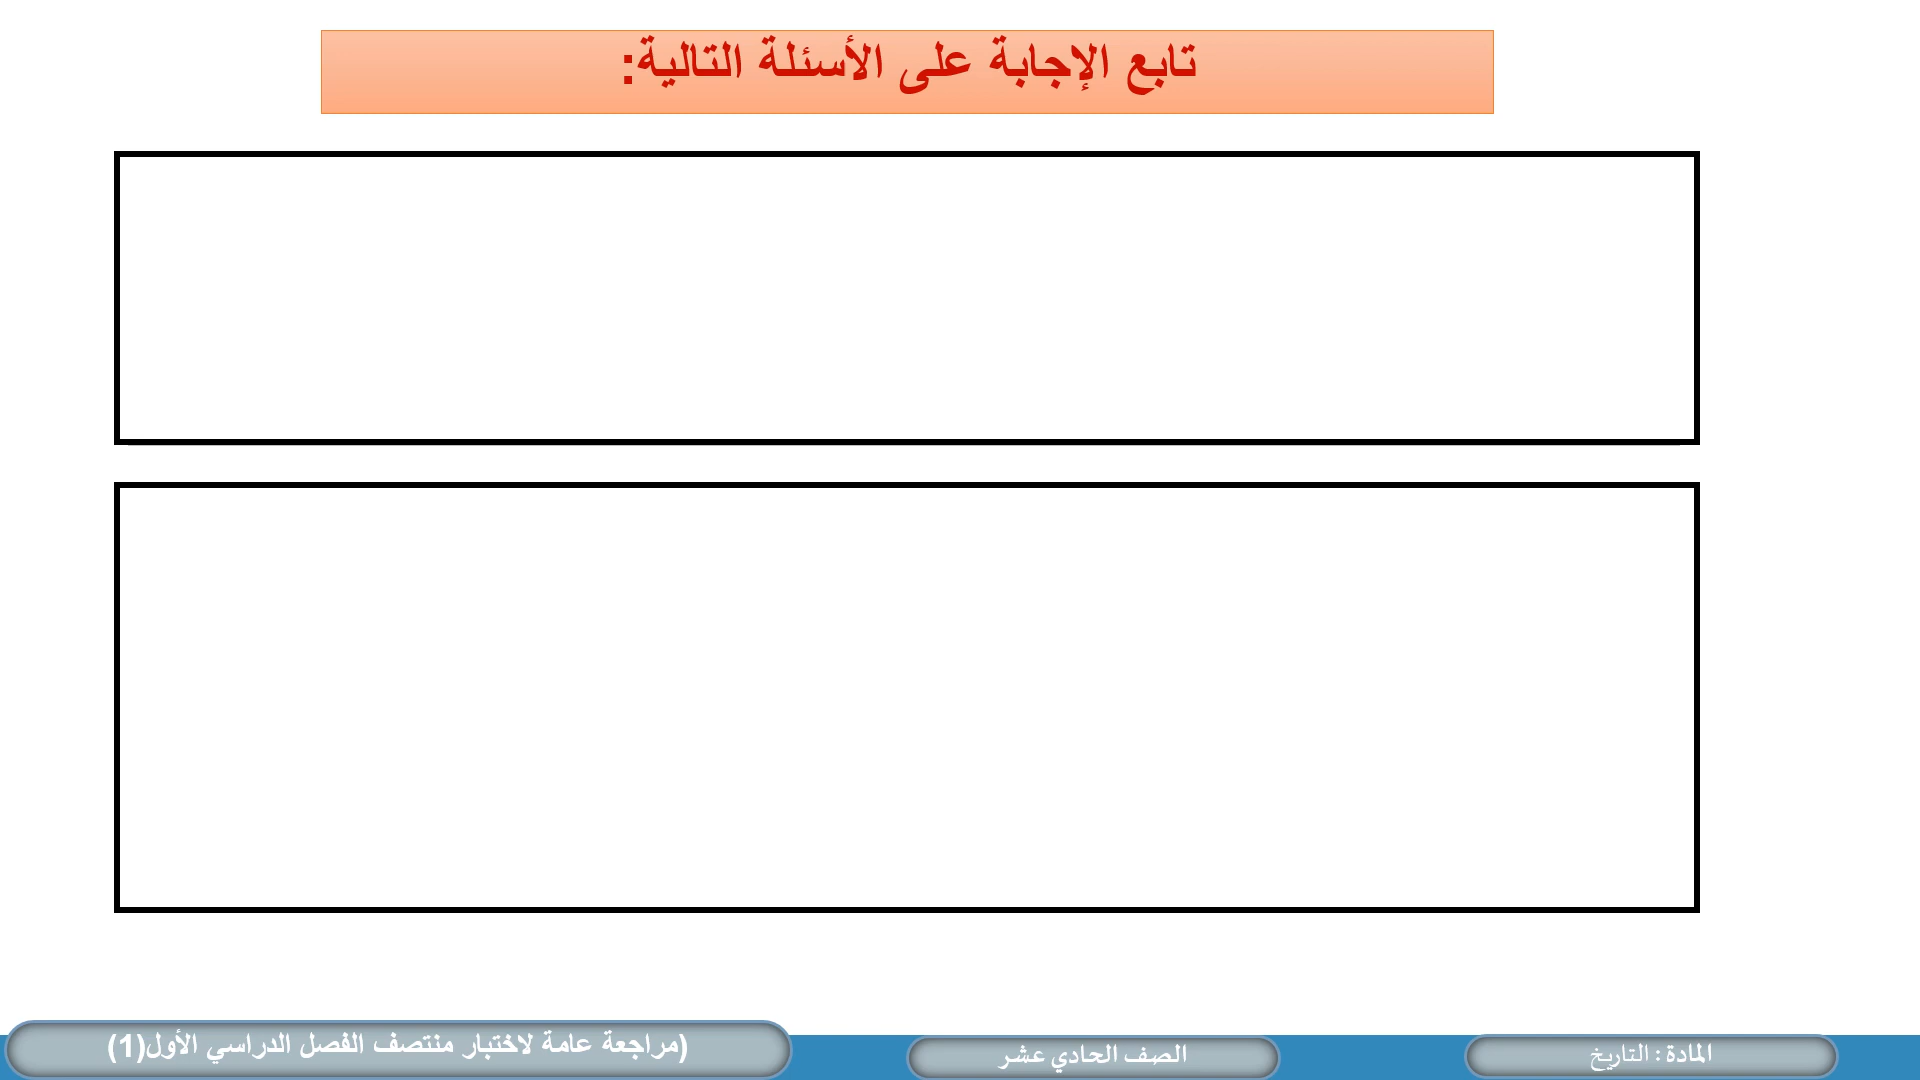 تابع الإجابة على الأسئلة التالية:
المادة : التاريخ
الصف الحادي عشر
(مراجعة عامة لاختبار منتصف الفصل الدراسي الأول(1)